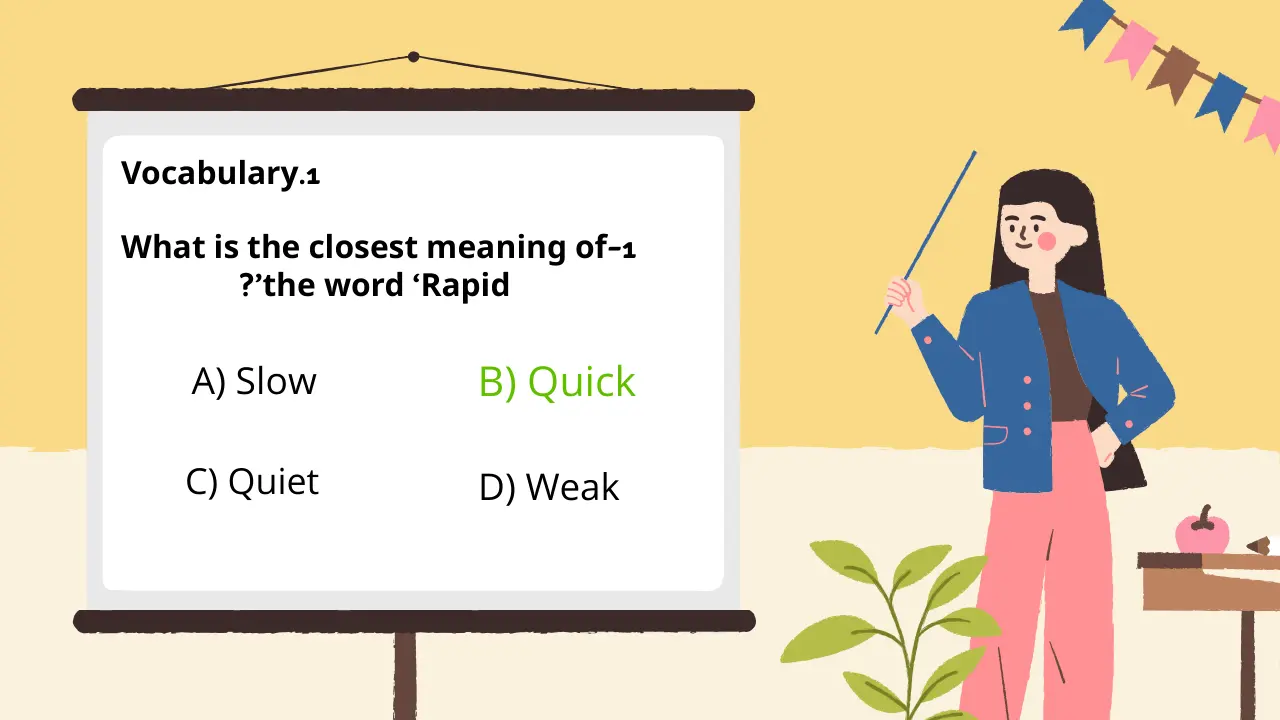 Vocabulary.1
What is the closest meaning of-1
?’the word ‘Rapid
A) Slow
B) Quick
C) Quiet
D) Weak